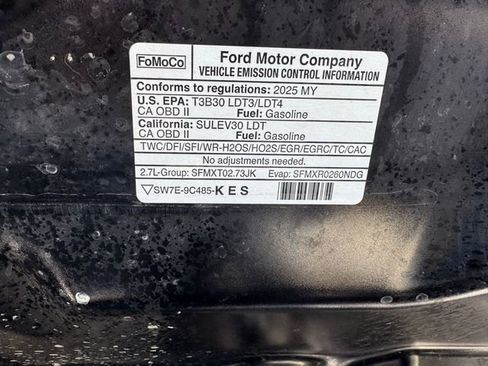 FoMoCo
Ford Motor Company
VEHICLE EMISSION CONTROL INFORMATION
Conforms to regulations: 2025 MY
U.S. EPA: T3B30 LDT3/LDT4
CA OBD II Fuel: Gasoline
California: SULEV30 LDT
CA OBD II Fuel: Gasoline
TWC/DFI/SFI/WR-H2OS/HO2S/EGR/EGRC/TC/CAC
No adjustments needed.
2.7L-Group: SFMXT02.73JK Evap: SFMXR0260NDG
SW7E-9C485-KES